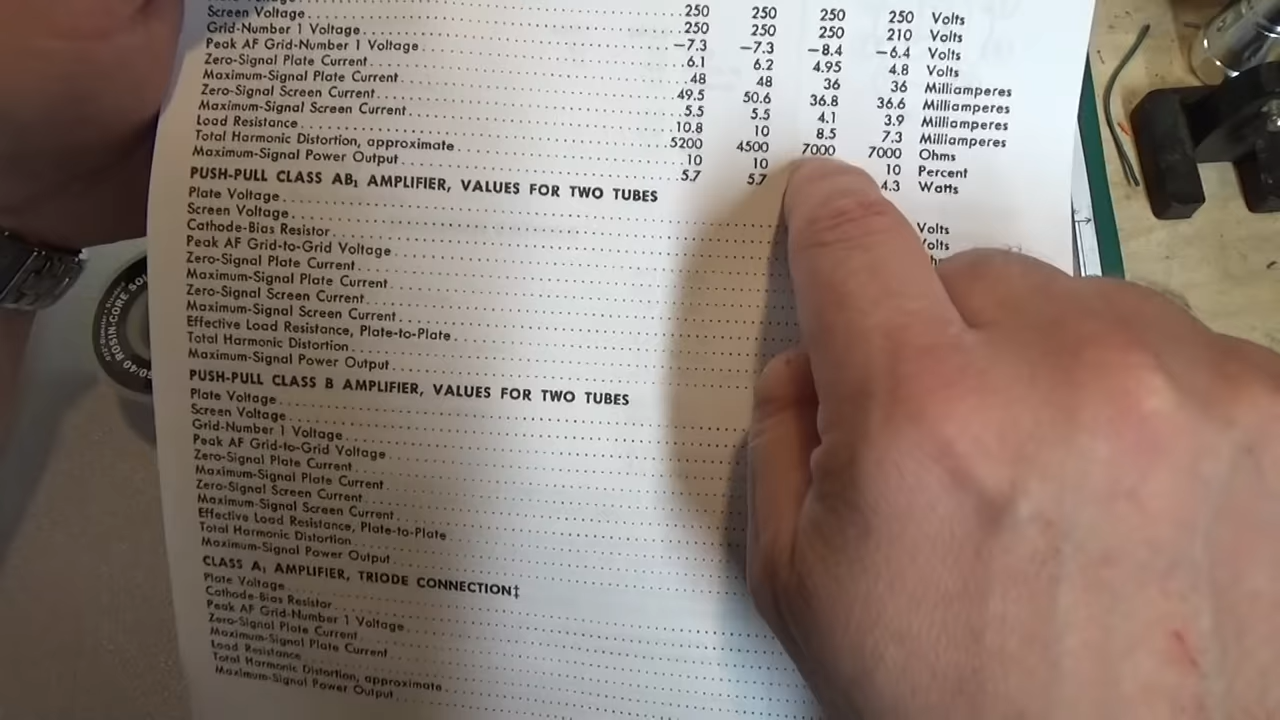 250 250 250 250 Volts
Screen Voltage 250 250 250 210 Volts
Grid-Number 1 Voltage −7.3 −7.3 −8.4 −6.4 Volts
Peak AF Grid-Number 1 Voltage 6.1 6.2 4.95 4.8 Volts
Zero-Signal Plate Current 48 48 36 36 Milliamperes
Maximum-Signal Plate Current 49.5 50.6 36.8 36.6 Milliamperes
Zero-Signal Screen Current 5.5 5.5 4.1 3.9 Milliamperes
Maximum-Signal Screen Current 10.8 10 8.5 7.3 Milliamperes
Load Resistance 5200 4500 7000 7000 Ohms
Total Harmonic Distortion, approximate 10 10 10 Percent
Maximum-Signal Power Output 5.7 5.7 4.3 Watts
PUSH-PULL CLASS AB₁ AMPLIFIER, VALUES FOR TWO TUBES
Plate Voltage Volts
Screen Voltage
Cathode-Bias Resistor
Peak AF Grid-to-Grid Voltage
Zero-Signal Plate Current
Maximum-Signal Plate Current
Zero-Signal Screen Current
Maximum-Signal Screen Current
Effective Load Resistance, Plate-to-Plate
Total Harmonic Distortion
Maximum-Signal Power Output
PUSH-PULL CLASS B AMPLIFIER, VALUES FOR TWO TUBES
Plate Voltage
Screen Voltage
Grid-Number 1 Voltage
Peak AF Grid-to-Grid Voltage
Zero-Signal Plate Current
Maximum-Signal Plate Current
Zero-Signal Screen Current
Maximum-Signal Screen Current
Effective Load Resistance, Plate-to-Plate
Total Harmonic Distortion
Maximum-Signal Power Output
CLASS A₁ AMPLIFIER, TRIODE CONNECTION‡
Plate Voltage
Cathode-Bias Resistor
Peak AF Grid-Number 1 Voltage
Zero-Signal Plate Current
Maximum-Signal Plate Current
Load Resistance
Total Harmonic Distortion, approximate
Maximum-Signal Power Output
ROSIN-CORE